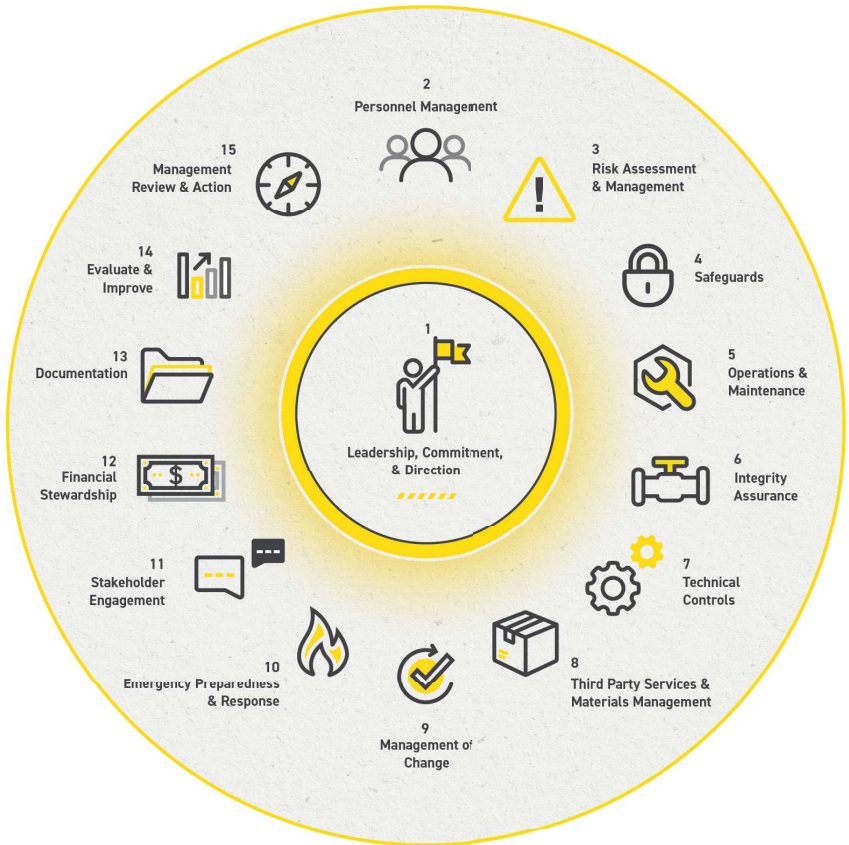 2
Personnel Management
3
Risk Assessment
& Management
4
Safeguards
5
Operations &
Maintenance
6
Integrity
Assurance
7
Technical
Controls
8
Third Party Services &
Materials Management
9
Management of
Change
10
Emergency Preparedness
& Response
11
Stakeholder
Engagement
12
Financial
Stewardship
$
13
Documentation
14
Evaluate &
Improve
15
Management
Review & Action
1
Leadership, Commitment,
& Direction